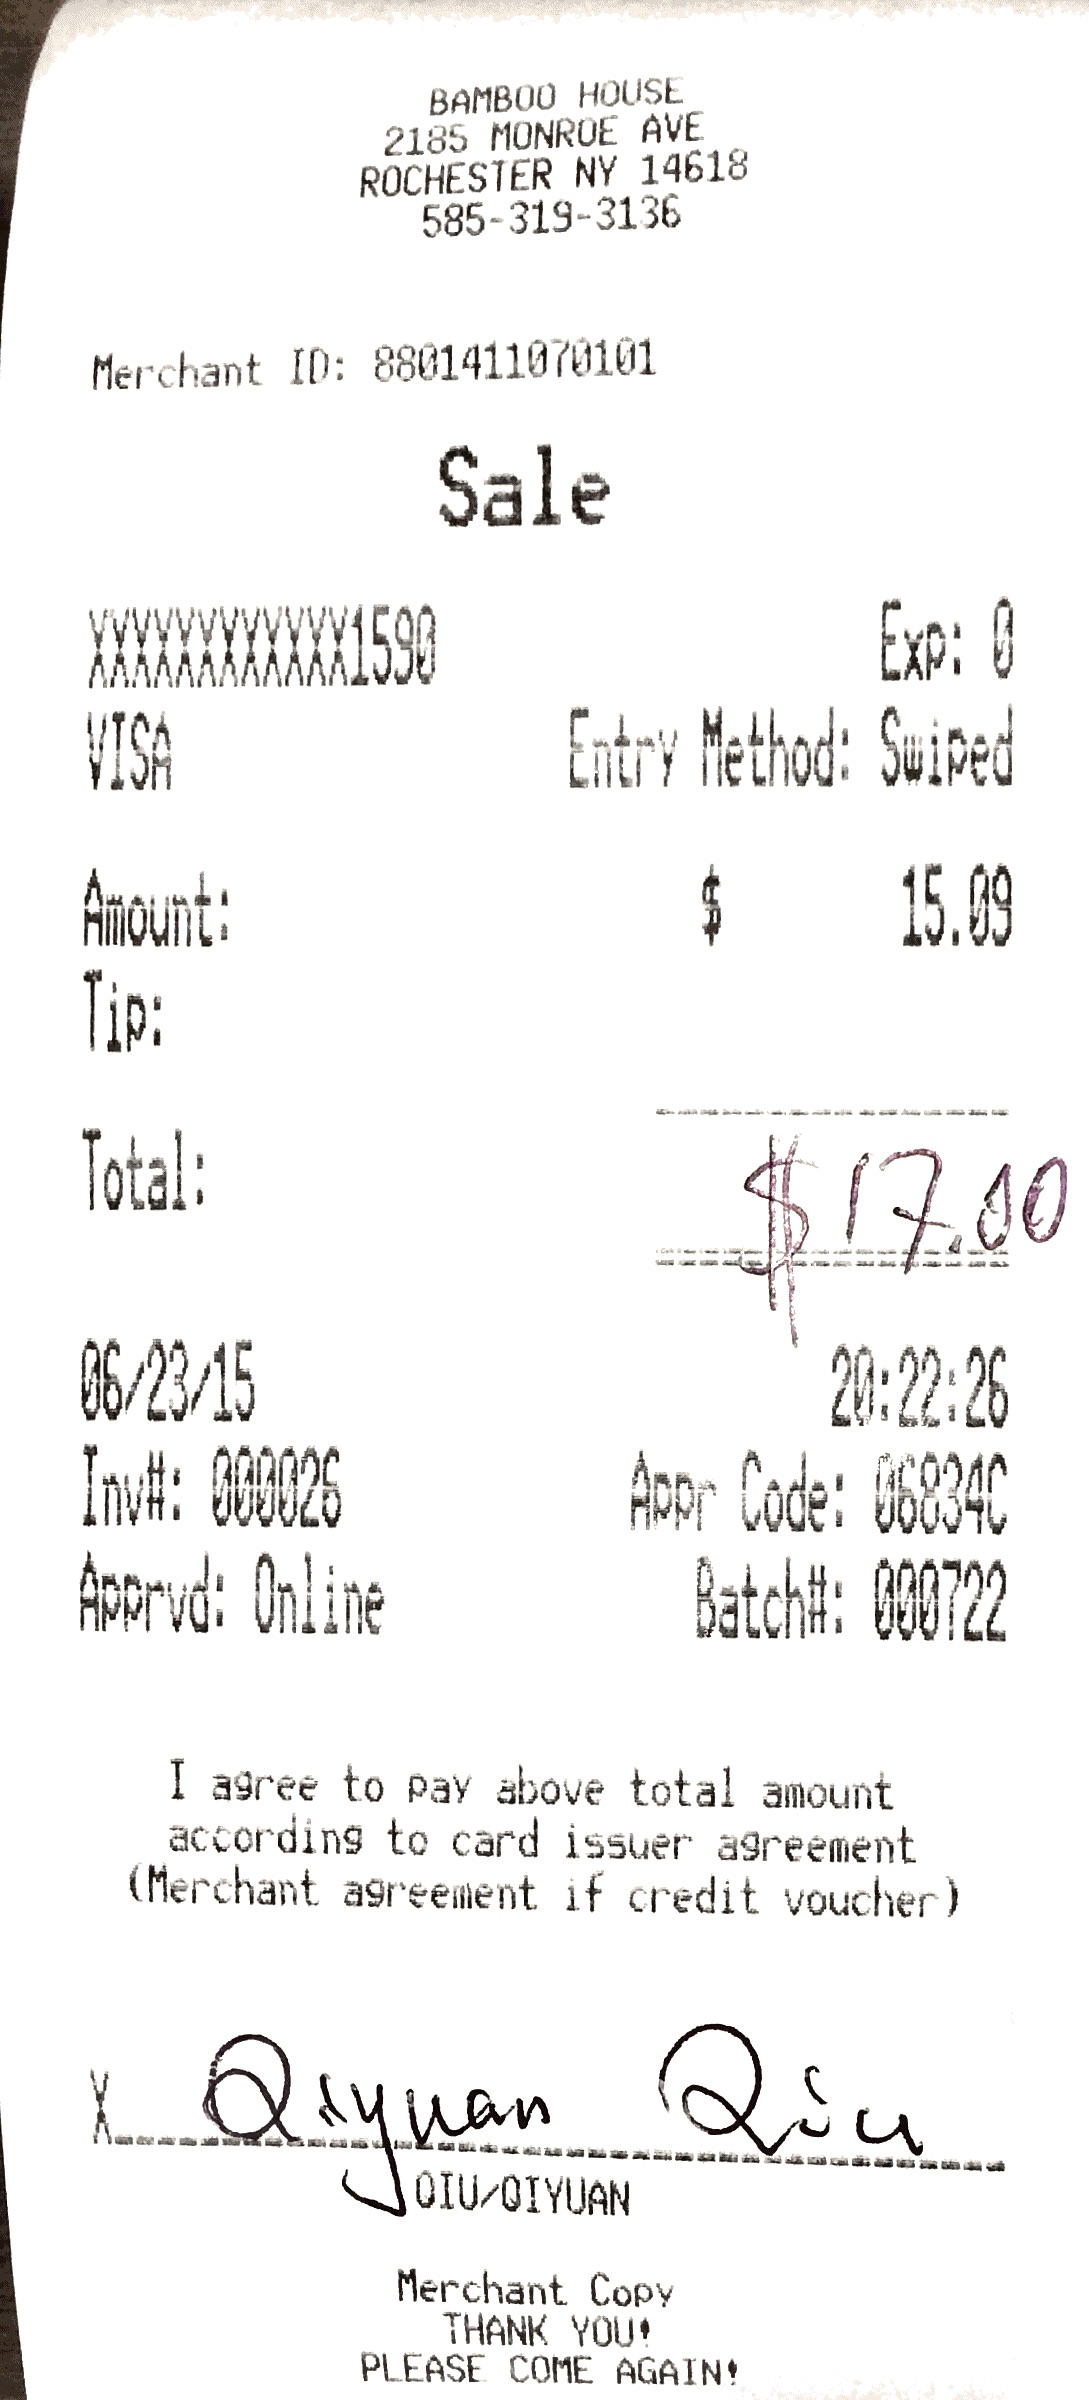 BAMBOO HOUSE
2185 MONROE AVE
ROCHESTER NY 14618
585-319-3136
Merchant ID: 8801411070101
Sale
XXXXXXXXXXXX1590 Exp: 0
VISA Entry Method: Swiped
Amount: $ 15.09
Tip:
Total: $17.00
06/23/15 20:22:26
Inv#: 000026 Appr Code: 06834C
Apprvd: Online Batch#: 000722
I agree to pay above total amount
according to card issuer agreement
(Merchant agreement if credit voucher)
X Qiyuan Qiu
QIU/QIYUAN
Merchant Copy
THANK YOU!
PLEASE COME AGAIN!